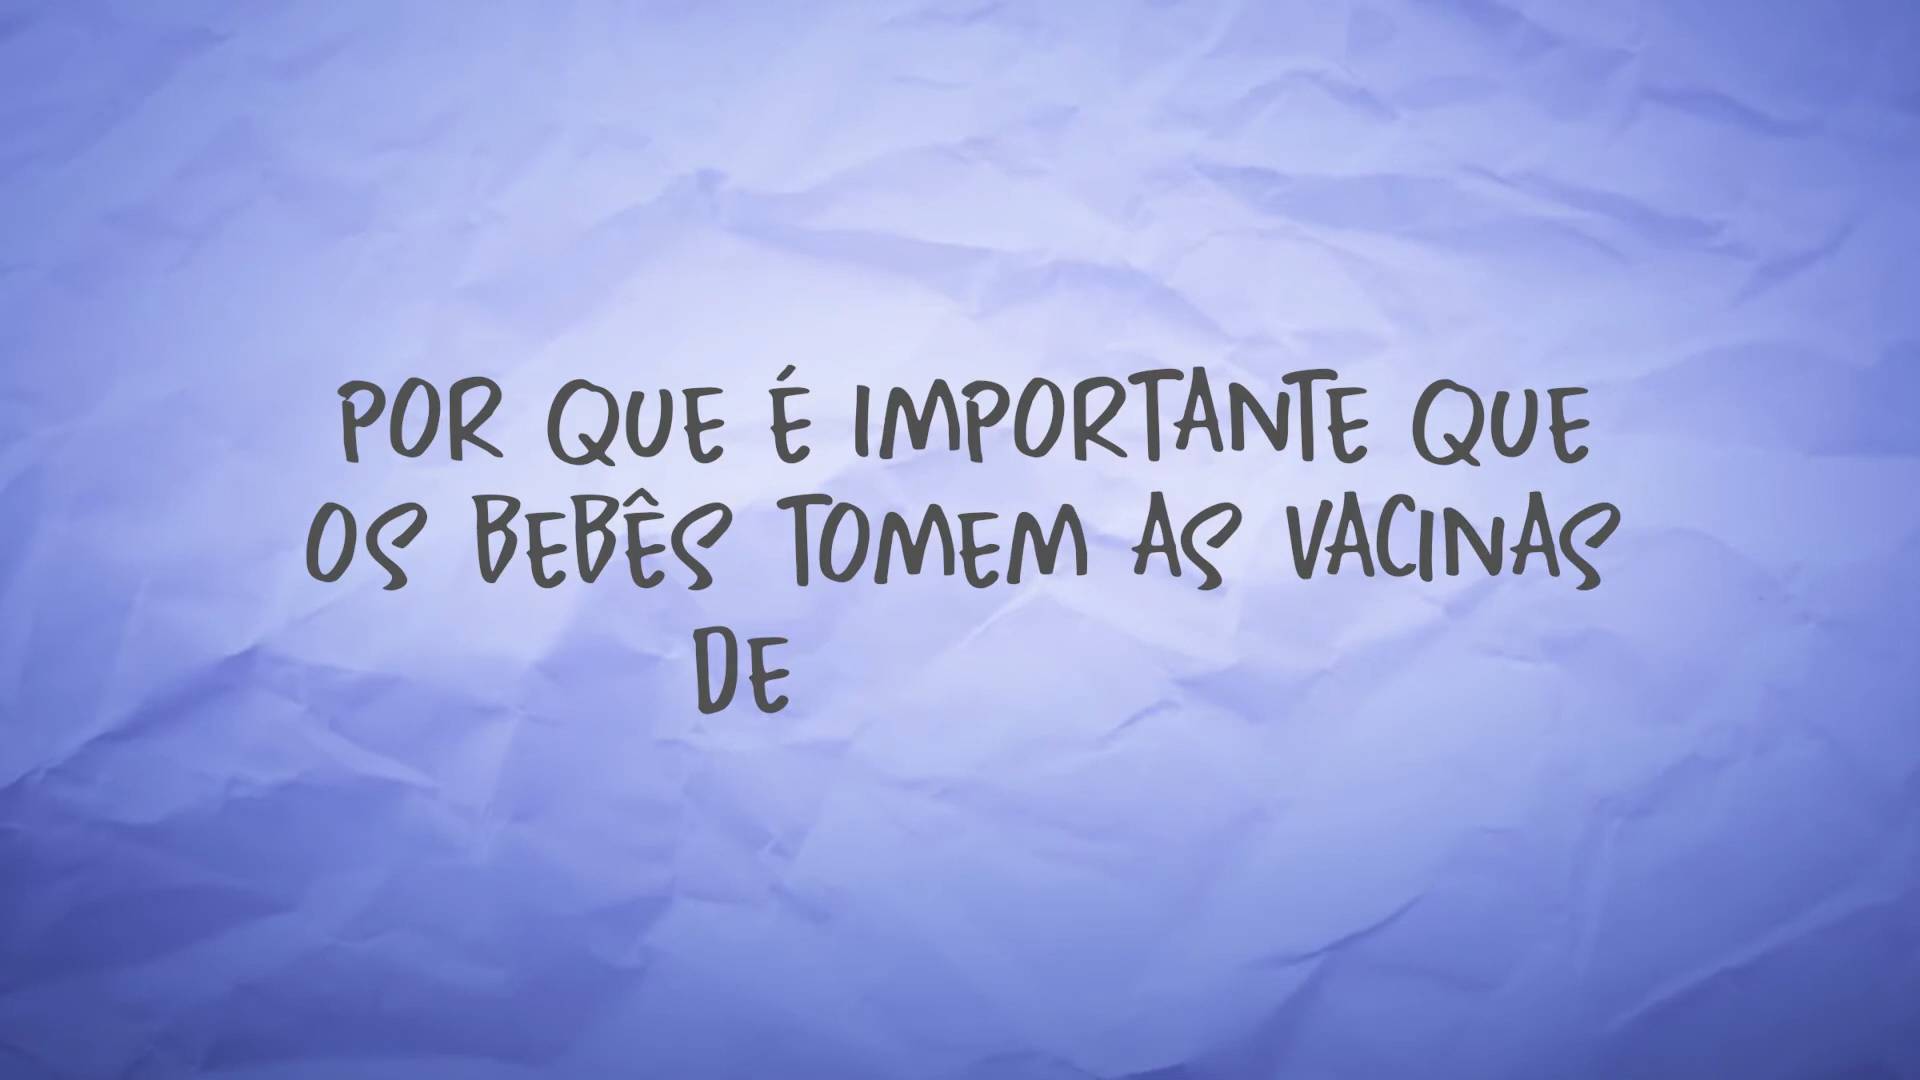 POR QUE É IMPORTANTE QUE
OS BEBÊS TOMEM AS VACINAS
DE